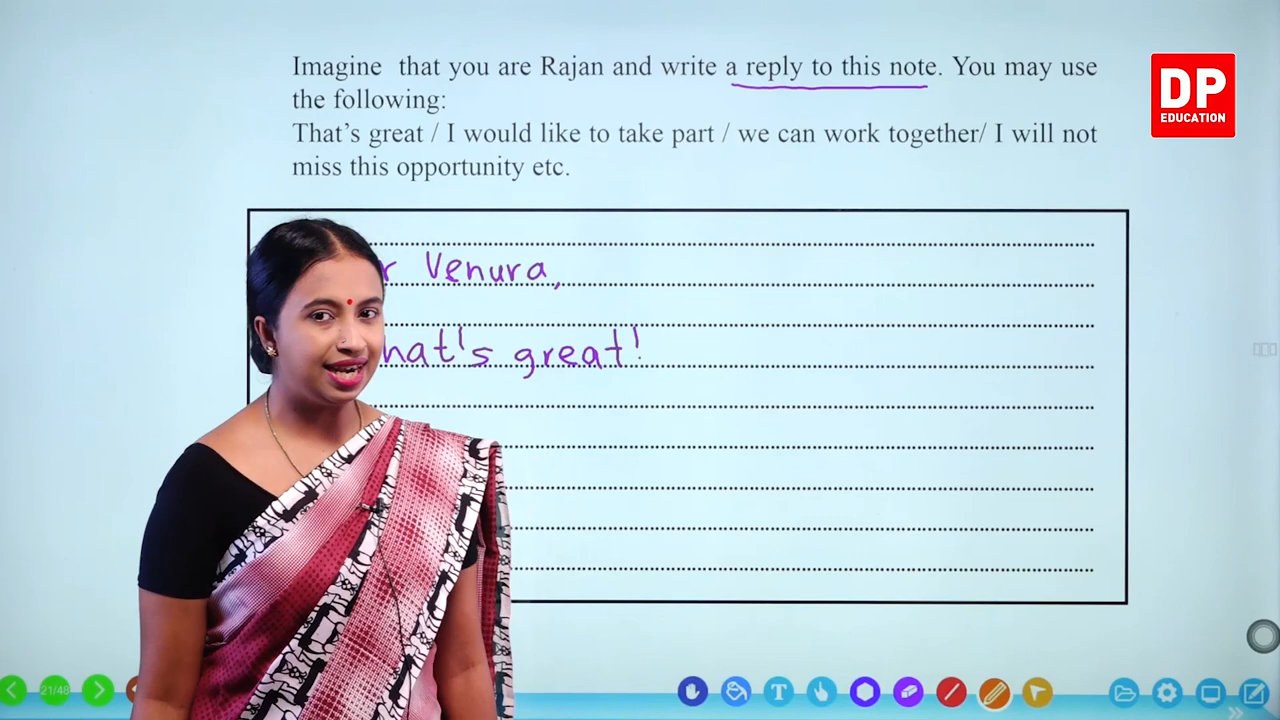 Imagine that you are Rajan and write a reply to this note. You may use
the following:
That's great / I would like to take part / we can work together/ I will not
miss this opportunity etc.
DP
EDUCATION
r Venura,
hat's great!
21/48